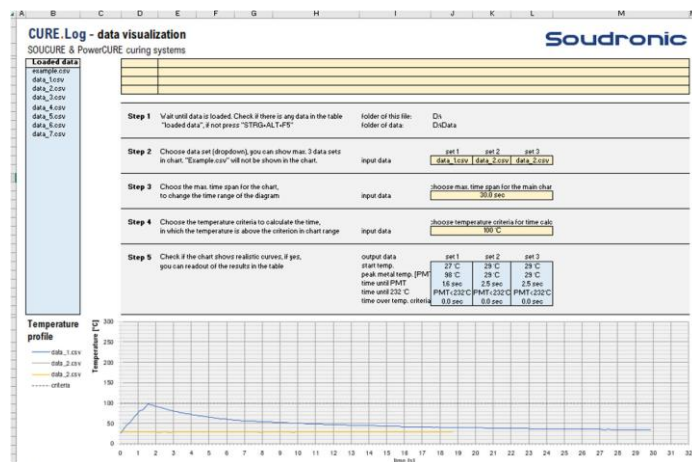 A B C D E F G H I J K L M
CURE.Log - data visualization
SOUCURE & PowerCURE curing systems
Soudronic
Loaded data
example.csv
data_1.csv
data_2.csv
data_3.csv
data_4.csv
data_5.csv
data_6.csv
data_7.csv
Step 1 Wait until data is loaded. Check if there is any data in the table folder of this file: D:\
"loaded data", if not press "STRG+ALT+F5" folder of data: D:\Data
Step 2 Choose data set (dropdown), you can show max. 3 data sets set 1 set 2 set 3
in chart. "Example.csv" will not be shown in the chart. input data data_1.csv data_2.csv data_2.csv
Step 3 Choos the max. time span for the chart, :hoose max. time span for the main char
to change the time range of the diagram input data 30.0 sec
Step 4 Choose the temperature criteria to calculate the time, :hoose temperature criteria for time calc
in which the temperature is above the criterion in chart range input data 100 °C
Step 5 Check if the chart shows realistic curves, if yes, output data set 1 set 2 set 3
you can readout of the results in the table start temp. 27 °C 29 °C 29 °C
peak metal temp. [PMT 98 °C 29 °C 29 °C
time until PMT 1.6 sec 2.5 sec 2.5 sec
time until 232 °C PMT<232°C PMT<232°C PMT<232°C
time over temp. criteria 0.0 sec 0.0 sec 0.0 sec
Temperature
profile
data_1.csv
data_2.csv
data_2.csv
criteria
Temperature [°C]
300
250
200
150
100
50
0
0 1 2 3 4 5 6 7 8 9 10 11 12 13 14 15 16 17 18 19 20 21 22 23 24 25 26 27 28 29 30 31 32